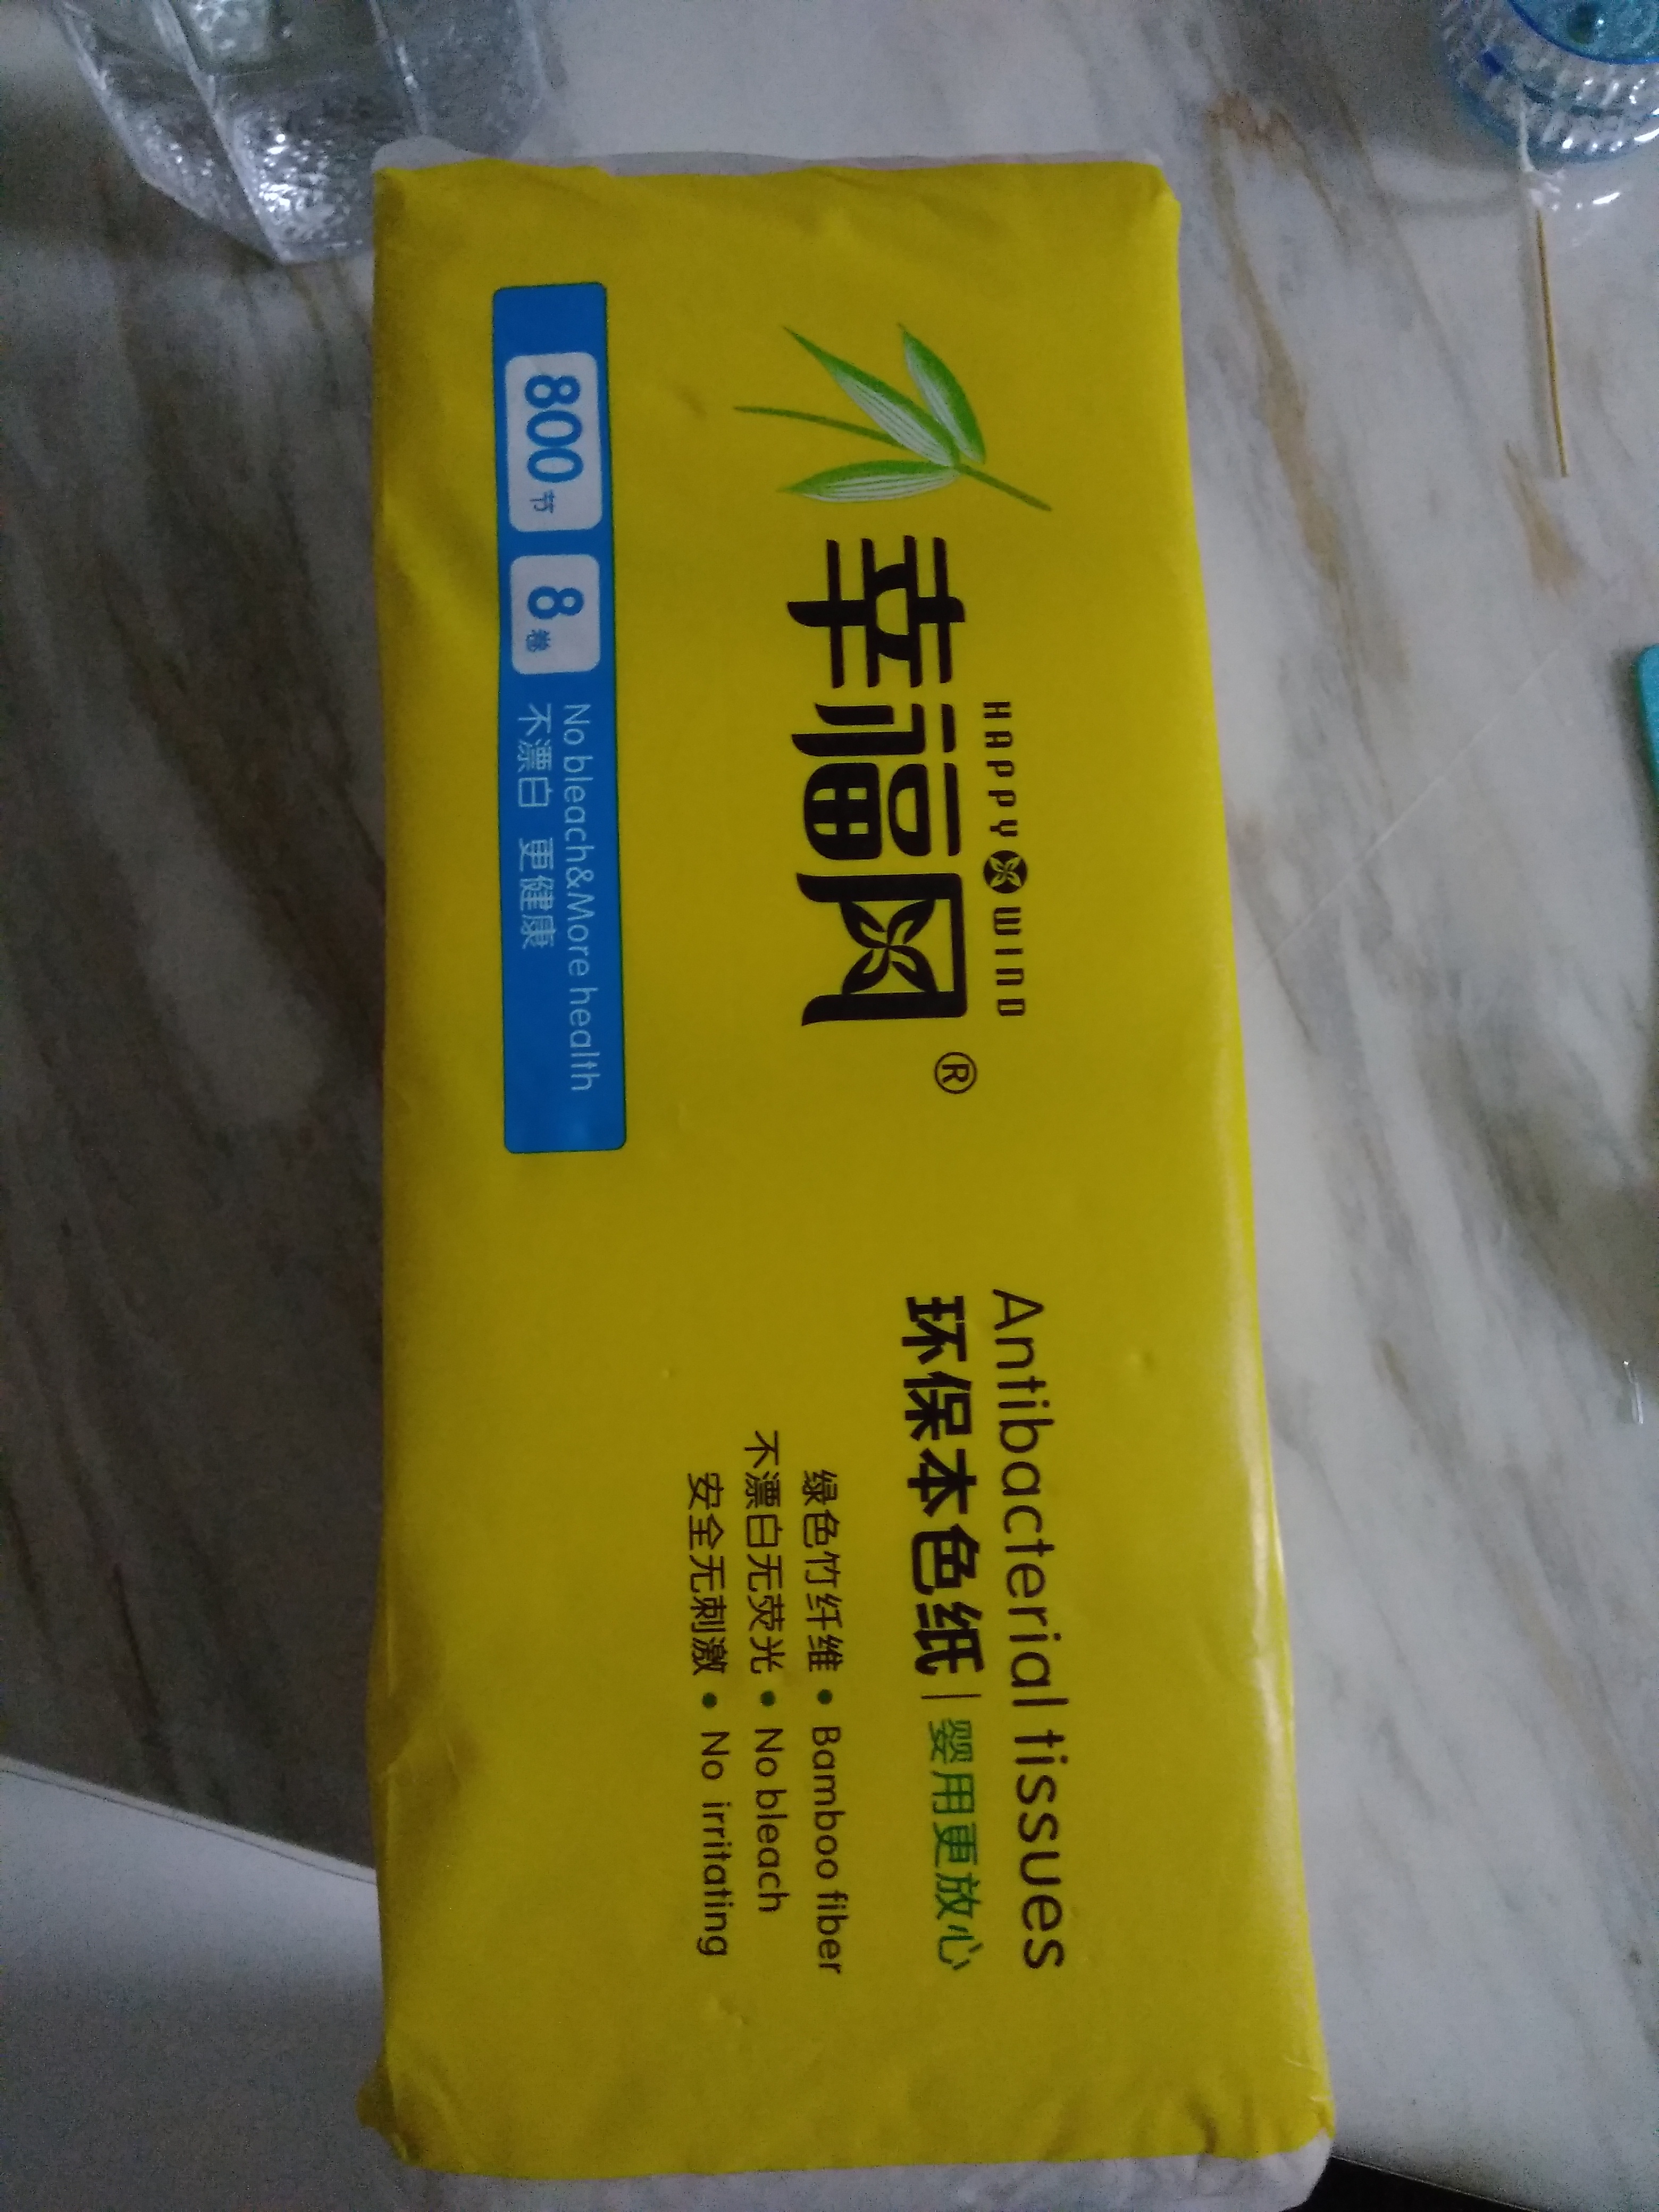 HAPPY WIND
幸福风®
800节 8卷
No bleach&More health
不漂白 更健康
Antibacterial tissues
环保本色纸|婴用更放心
绿色竹纤维•Bamboo fiber
不漂白无荧光•No bleach
安全无刺激•No irritating